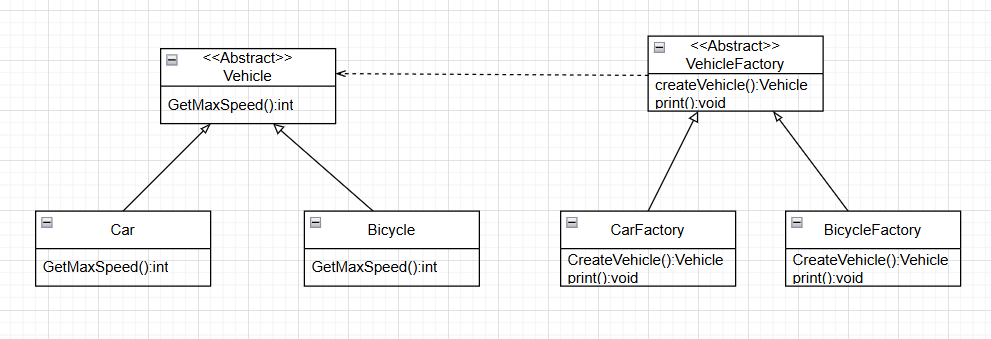 <<Abstract>>
Vehicle
GetMaxSpeed():int
<<Abstract>>
VehicleFactory
createVehicle():Vehicle
print():void
Car
GetMaxSpeed():int
Bicycle
GetMaxSpeed():int
CarFactory
CreateVehicle():Vehicle
print():void
BicycleFactory
CreateVehicle():Vehicle
print():void